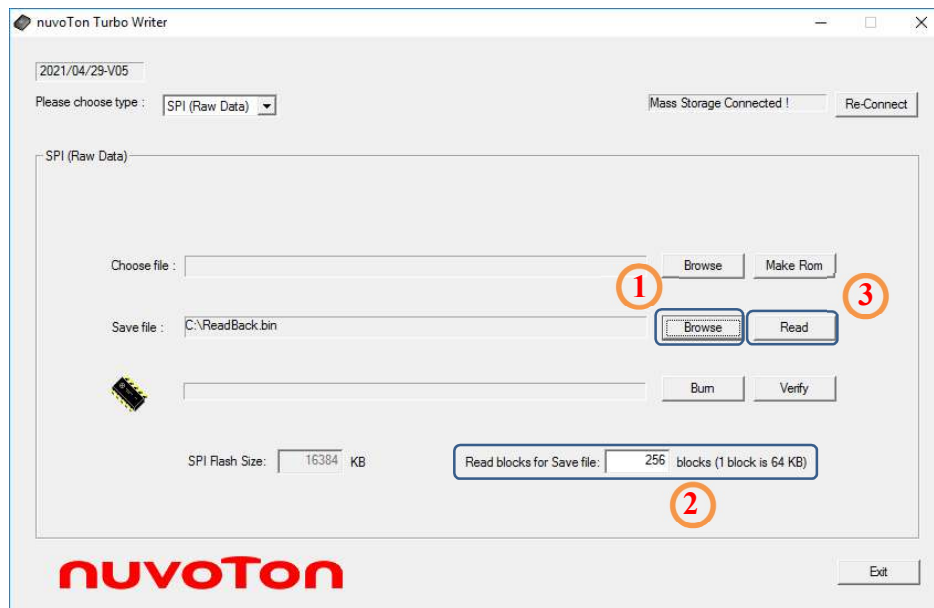 nuvoTon Turbo Writer
2021/04/29-V05
Please choose type : SPI (Raw Data) Mass Storage Connected ! Re-Connect
SPI (Raw Data)
Choose file : Browse Make Rom
1 3
Save file : C:\ReadBack.bin Browse Read
Burn Verify
SPI Flash Size: 16384 KB Read blocks for Save file: 256 blocks (1 block is 64 KB)
2
nuvoTon
Exit